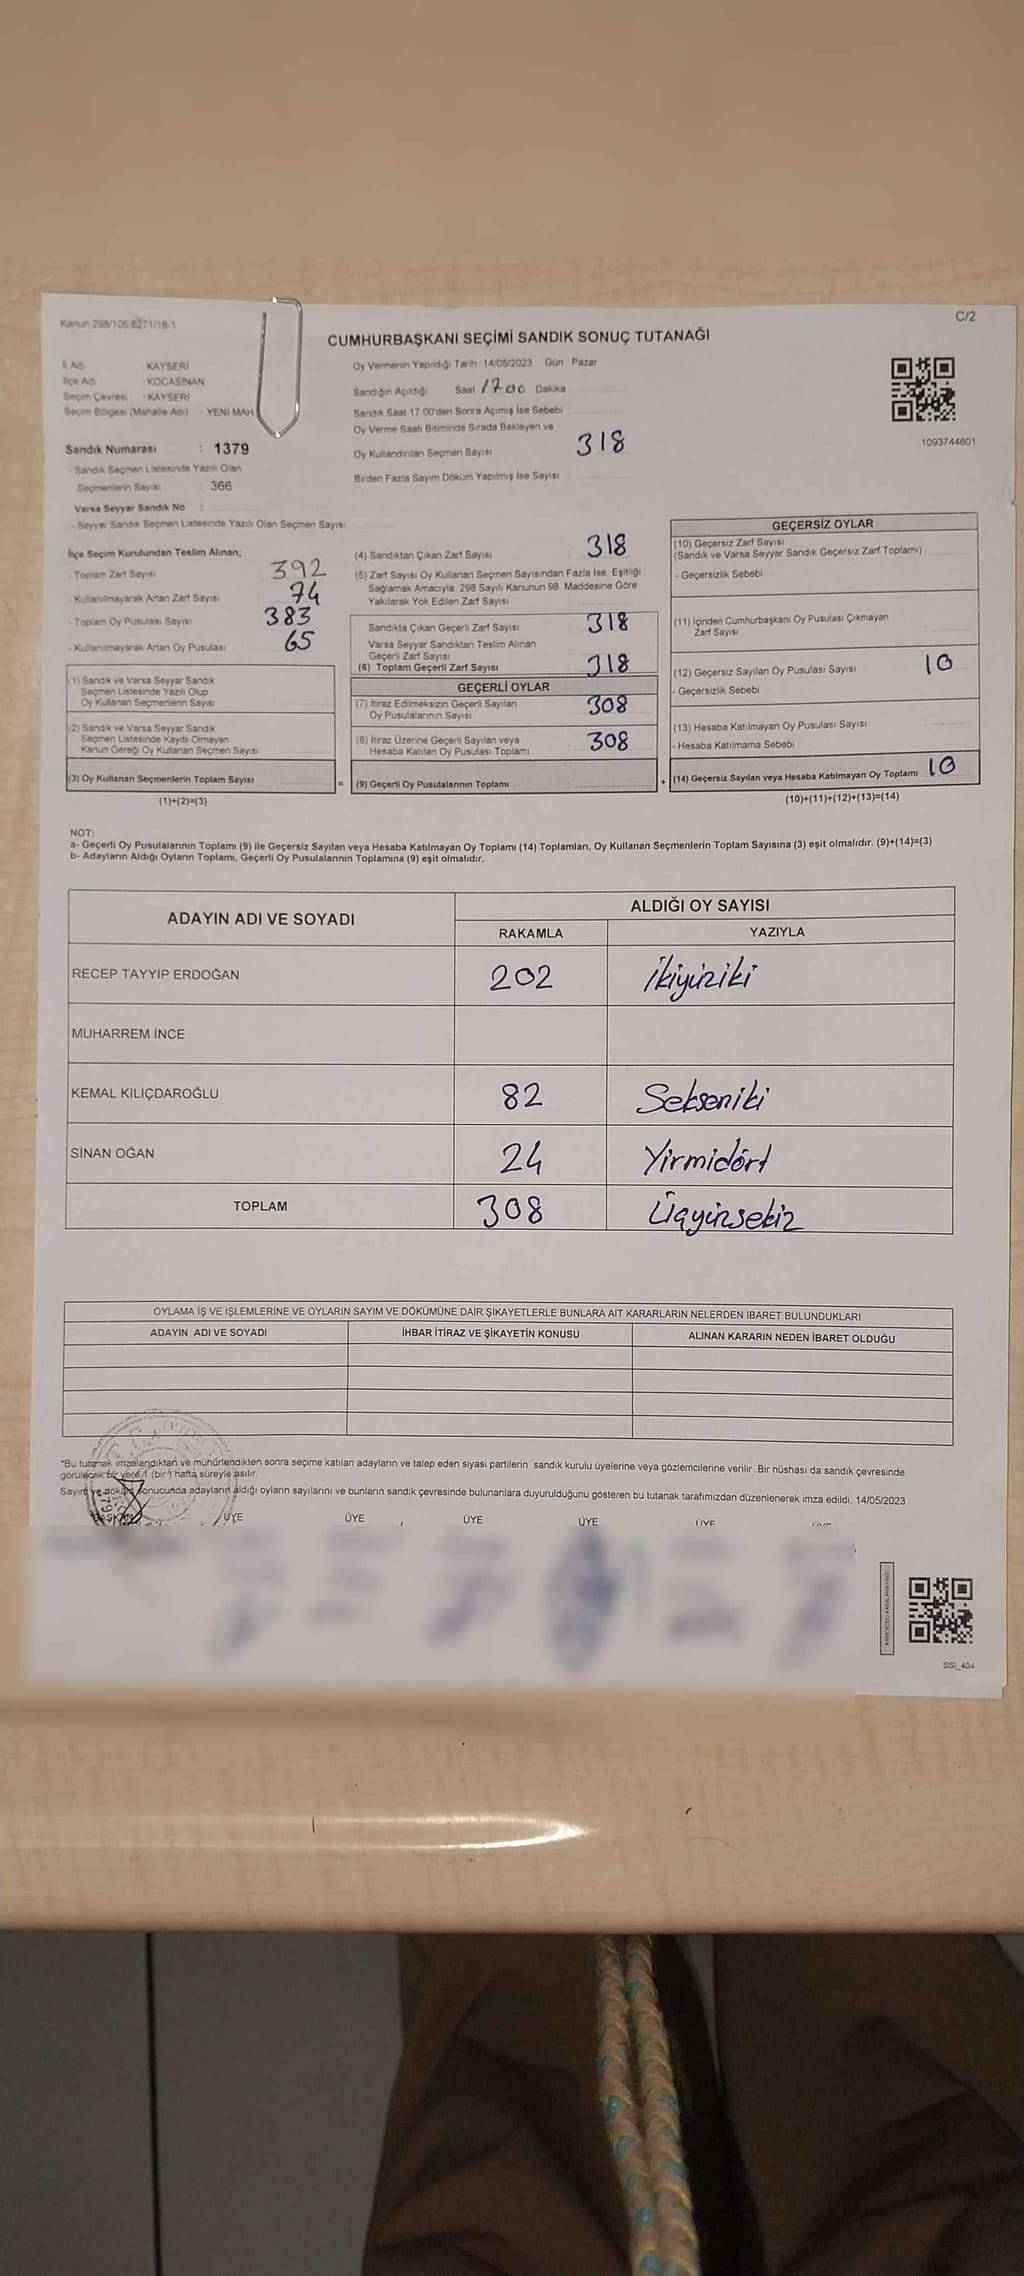 Kanun:298/105,6271/18-1
C/2
CUMHURBAŞKANI SEÇİMİ SANDIK SONUÇ TUTANAĞI
İl Adı KAYSERİ
İlçe Adı KOCASİNAN
Seçim Çevresi : KAYSERİ
Seçim Bölgesi (Mahalle Adı) YENİ MAH.
Sandık Numarası : 1379
- Sandık Seçmen Listesinde Yazılı Olan
Seçmenlerin Sayısı : 366
Varsa Seyyar Sandık No :
- Seyyar Sandık Seçmen Listesinde Yazılı Olan Seçmen Sayısı
Oy Vermenin Yapıldığı Tarih 14/05/2023 Gün : Pazar
Sandığın Açıldığı Saat 1700 Dakika
Sandık Saat 17:00'den Sonra Açımış İse Sebebi
Oy Verme Saati Bitiminde Sırada Bekleyen ve
Oy Kullandırılan Seçmen Sayısı 318
Birden Fazla Sayım Döküm Yapılmış İse Sayısı
1093744801
İlçe Seçim Kurulundan Teslim Alınan;
- Toplam Zarf Sayısı 392
- Kullanılmayarak Artan Zarf Sayısı 74
- Toplam Oy Pusulası Sayısı 383
- Kullanılmayarak Artan Oy Pusulası 65
(1) Sandık ve Varsa Seyyar Sandık
Seçmen Listesinde Yazılı Olup
Oy Kullanan Seçmenlerin Sayısı
(2) Sandık ve Varsa Seyyar Sandık
Seçmen Listesinde Kayıtlı Olmayan
Kanun Gereği Oy Kullanan Seçmen Sayısı
(3) Oy Kullanan Seçmenlerin Toplam Sayısı
(1)+(2)=(3)
(4) Sandıktan Çıkan Zarf Sayısı 318
(5) Zarf Sayısı Oy Kullanan Seçmen Sayısından Fazla İse, Eşitliği
Sağlamak Amacıyla, 298 Sayılı Kanunun 98. Maddesine Göre
Yakılarak Yok Edilen Zarf Sayısı
Sandıkta Çıkan Geçerli Zarf Sayısı 318
Varsa Seyyar Sandıktan Teslim Alınan
Geçerli Zarf Sayısı
(6) Toplam Geçerli Zarf Sayısı 318
GEÇERLİ OYLAR
(7) İtiraz Edilmeksizin Geçerli Sayılan
Oy Pusulalarının Sayısı 308
(8) İtiraz Üzerine Geçerli Sayılan veya
Hesaba Katılan Oy Pusulası Toplamı 308
=
(9) Geçerli Oy Pusulalarının Toplamı
+
GEÇERSİZ OYLAR
(10) Geçersiz Zarf Sayısı
(Sandık ve Varsa Seyyar Sandık Geçersiz Zarf Toplamı)
- Geçersizlik Sebebi
(11) İçinden Cumhurbaşkanı Oy Pusulası Çıkmayan
Zarf Sayısı
(12) Geçersiz Sayılan Oy Pusulası Sayısı 10
- Geçersizlik Sebebi
(13) Hesaba Katılmayan Oy Pusulası Sayısı
- Hesaba Katılmama Sebebi
(14) Geçersiz Sayılan veya Hesaba Katılmayan Oy Toplamı 10
(10)+(11)+(12)+(13)=(14)
NOT:
a- Geçerli Oy Pusulalarının Toplamı (9) ile Geçersiz Sayılan veya Hesaba Katılmayan Oy Toplamı (14) Toplamları, Oy Kullanan Seçmenlerin Toplam Sayısına (3) eşit olmalıdır. (9)+(14)=(3)
b- Adayların Aldığı Oyların Toplamı, Geçerli Oy Pusulalarının Toplamına (9) eşit olmalıdır.
ADAYIN ADI VE SOYADI ALDIĞI OY SAYISI
RAKAMLA YAZIYLA
RECEP TAYYİP ERDOĞAN 202 İkiyüziki
MUHARREM İNCE
KEMAL KILIÇDAROĞLU 82 Sekseniki
SİNAN OĞAN 24 Yirmidört
TOPLAM 308 Üçyüzsekiz
OYLAMA İŞ VE İŞLEMLERİNE VE OYLARIN SAYIM VE DÖKÜMÜNE DAİR ŞİKAYETLERLE BUNLARA AİT KARARLARIN NELERDEN İBARET BULUNDUKLARI
ADAYIN ADI VE SOYADI İHBAR İTİRAZ VE ŞİKAYETİN KONUSU ALINAN KARARIN NEDEN İBARET OLDUĞU
*Bu tutanak imzalandıktan ve mühürlendikten sonra seçime katılan adayların ve talep eden siyasi partilerin sandık kurulu üyelerine veya gözlemcilerine verilir. Bir nüshası da sandık çevresinde
görülecek bir yere 1 (bir) hafta süreyle asılır.
Sayım ve döküm sonucunda adayların aldığı oyların sayılarını ve bunların sandık çevresinde bulunanlara duyurulduğunu gösteren bu tutanak tarafımızdan düzenlenerek imza edildi. 14/05/2023
BAŞKAN ÜYE ÜYE ÜYE ÜYE ÜYE ÜYE
SSI_404